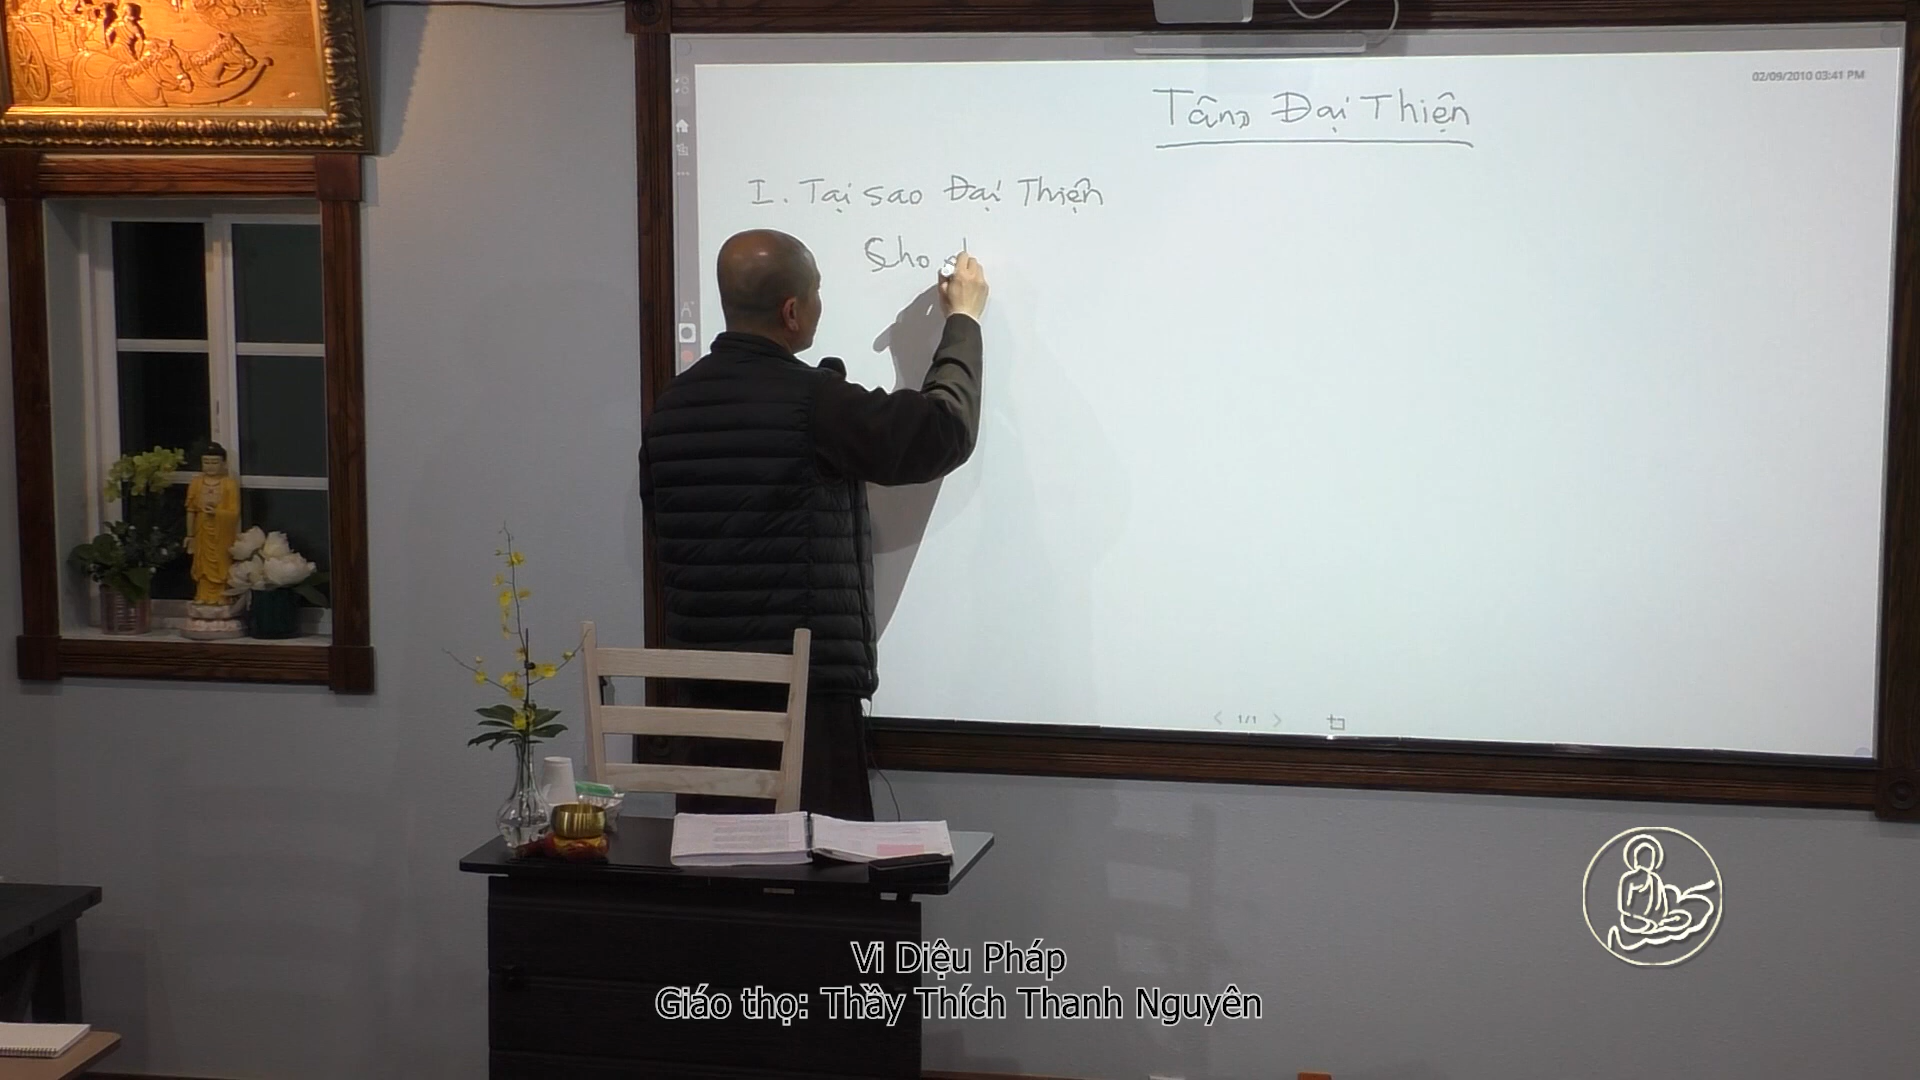 02/09/2010 03:41 PM
Tâm Đại Thiện
I. Tại sao Đại Thiện
Cho
1/1
Vi Diệu Pháp
Giáo thọ: Thầy Thích Thanh Nguyên